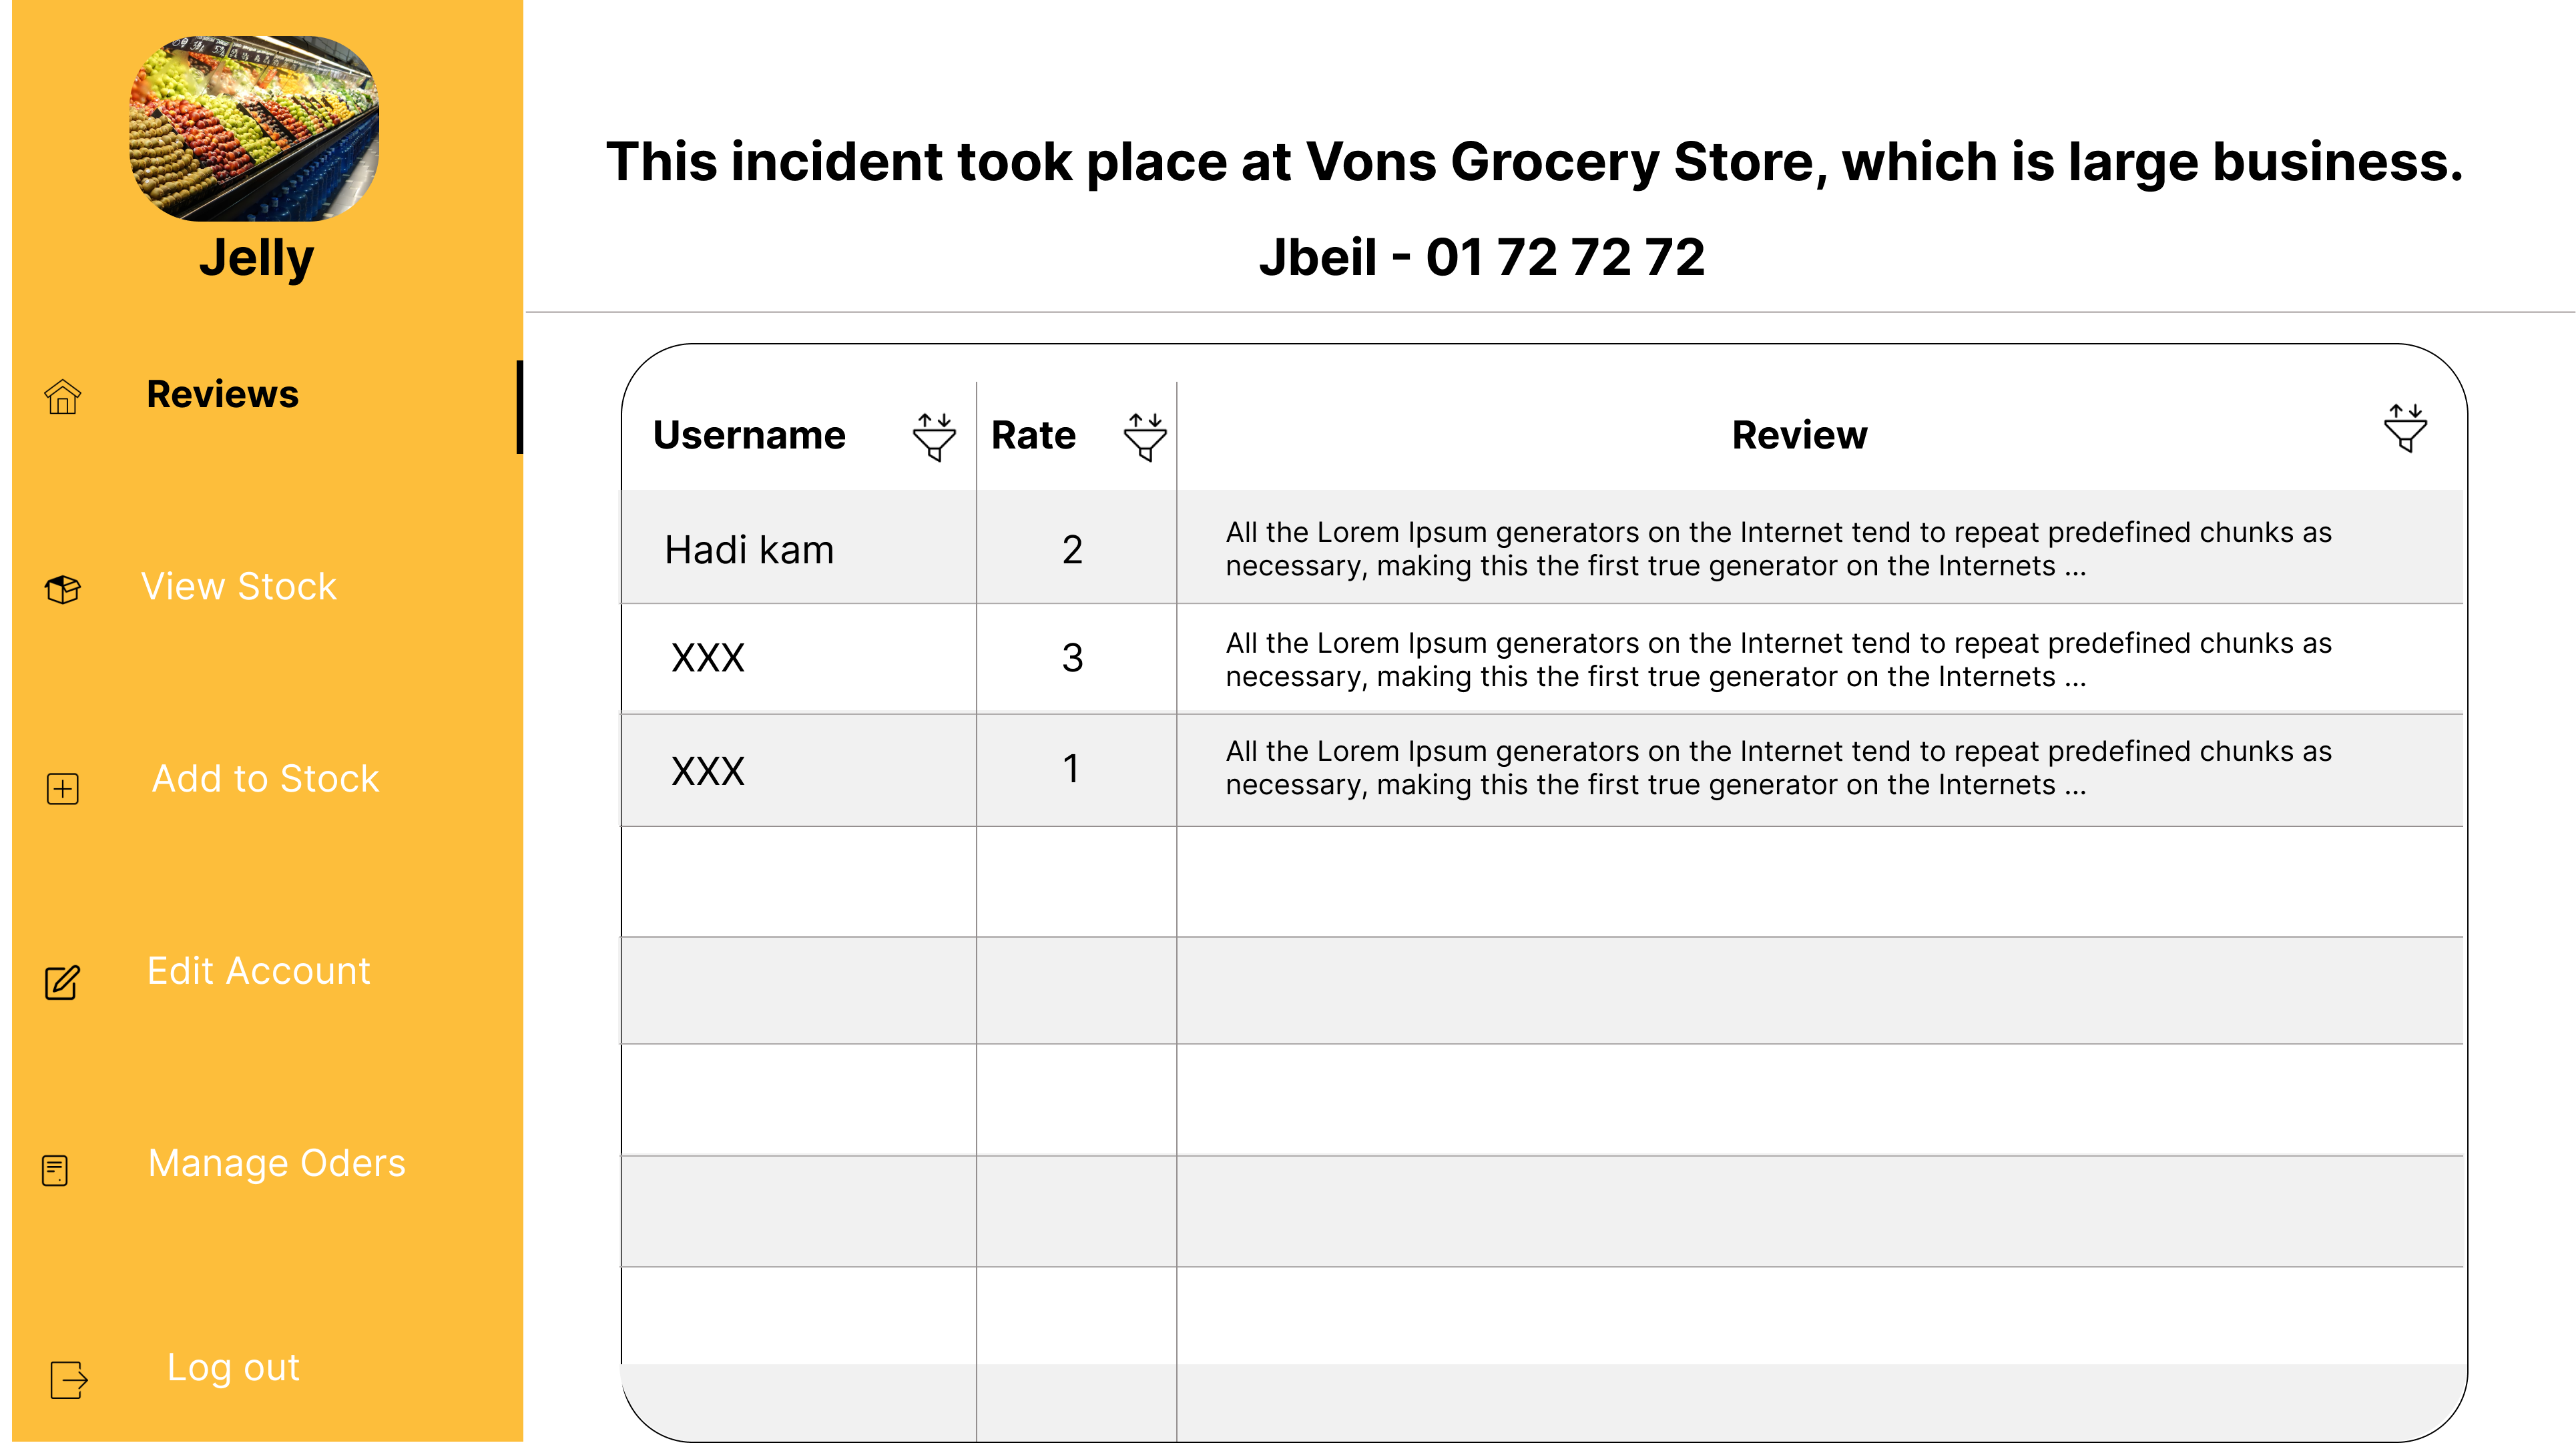 Jelly
Reviews
View Stock
Add to Stock
Edit Account
Manage Oders
Log out
This incident took place at Vons Grocery Store, which is large business.
Jbeil - 01 72 72 72
Username Rate Review
Hadi kam 2
All the Lorem Ipsum generators on the Internet tend to repeat predefined chunks as
necessary, making this the first true generator on the Internets ...
XXX 3
All the Lorem Ipsum generators on the Internet tend to repeat predefined chunks as
necessary, making this the first true generator on the Internets ...
XXX 1
All the Lorem Ipsum generators on the Internet tend to repeat predefined chunks as
necessary, making this the first true generator on the Internets ...